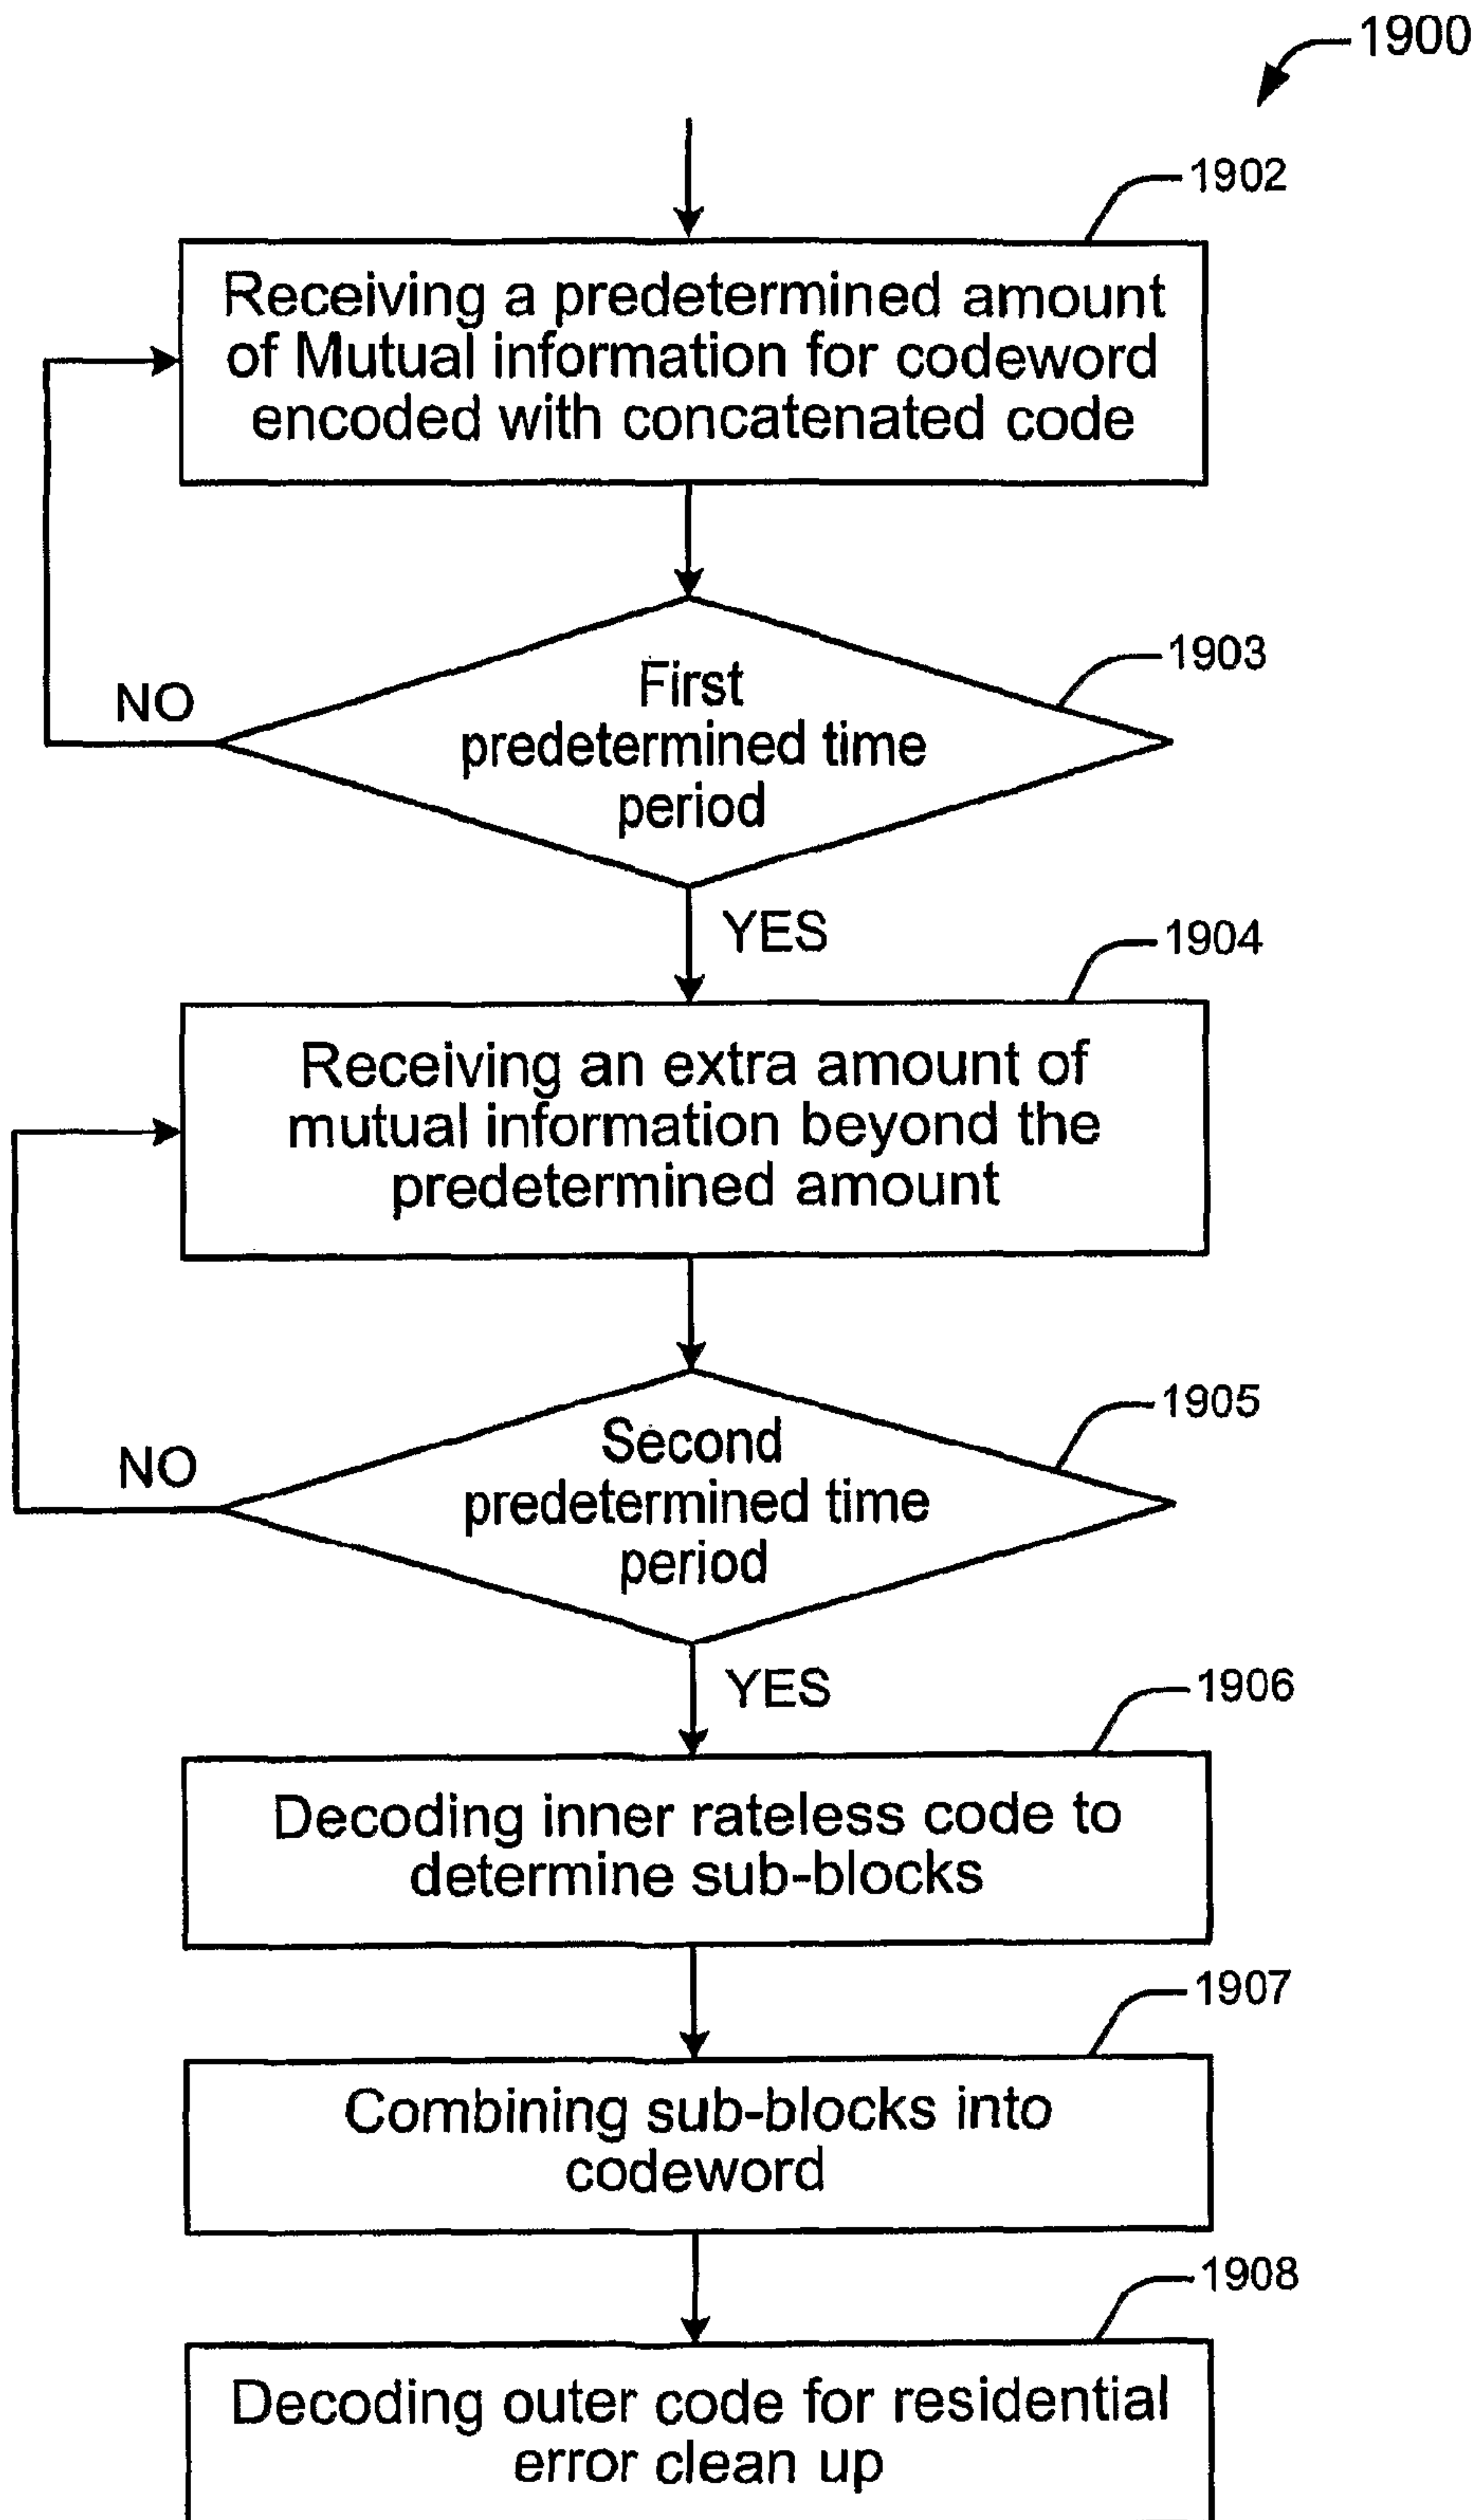 1900
1902
Receiving a predetermined amount
of Mutual information for codeword
encoded with concatenated code
1903
First
predetermined time
period
NO
YES
1904
Receiving an extra amount of
mutual information beyond the
predetermined amount
1905
Second
predetermined time
period
NO
YES
1906
Decoding inner rateless code to
determine sub-blocks
1907
Combining sub-blocks into
codeword
1908
Decoding outer code for residential
error clean up